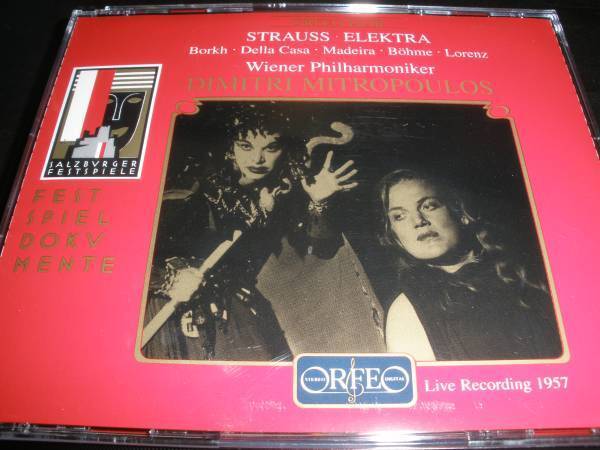 STRAUSS · ELEKTRA
Borkh · Della Casa · Madeira · Böhme · Lorenz
Wiener Philharmoniker
DIMITRI MITROPOULOS
SALZBVRGER
FESTSPIELE
FEST
SPIEL
DOKV
MENTE
ORFEO
Live Recording 1957